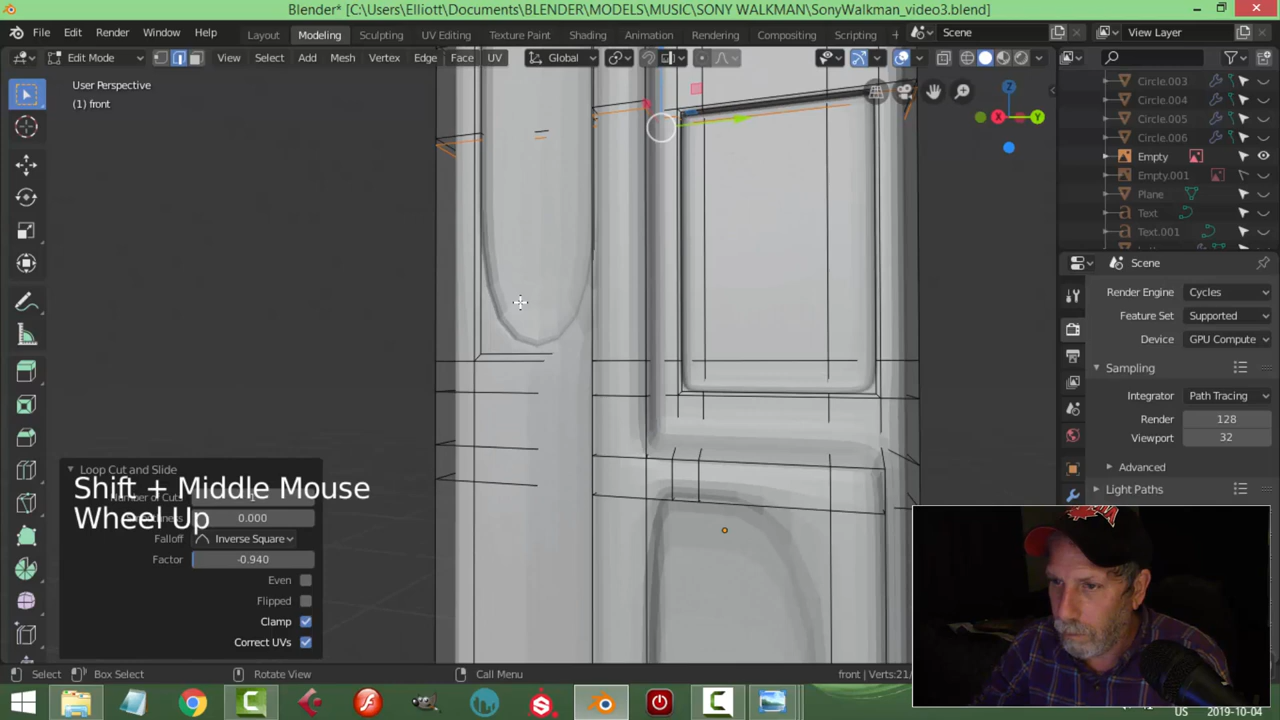 Blender* [C:\Users\Elliott\Documents\BLENDER\MODELS\MUSIC\SONY WALKMAN\SonyWalkman_video3.blend]
File Edit Render Window Help Layout Modeling Sculpting UV Editing Texture Paint Shading Animation Rendering Compositing Scripting + Scene View Layer
Edit Mode View Select Add Mesh Vertex Edge Face UV Global
User Perspective
(1) front
X Y Z
Circle.003
Circle.004
Circle.005
Circle.006
Empty
Empty.001
Plane
Text
Text.001
Scene
Render Engine Cycles
Feature Set Supported
Device GPU Compute
Sampling
Integrator Path Tracing
Render 128
Viewport 32
Advanced
Light Paths
Loop Cut and Slide
Shift + Middle Mouse
Wheel Up
0.000
Falloff Inverse Square
Factor -0.940
Even
Flipped
Clamp
Correct UVs
Select Box Select Rotate View Call Menu front | Verts:21/
2019-10-04